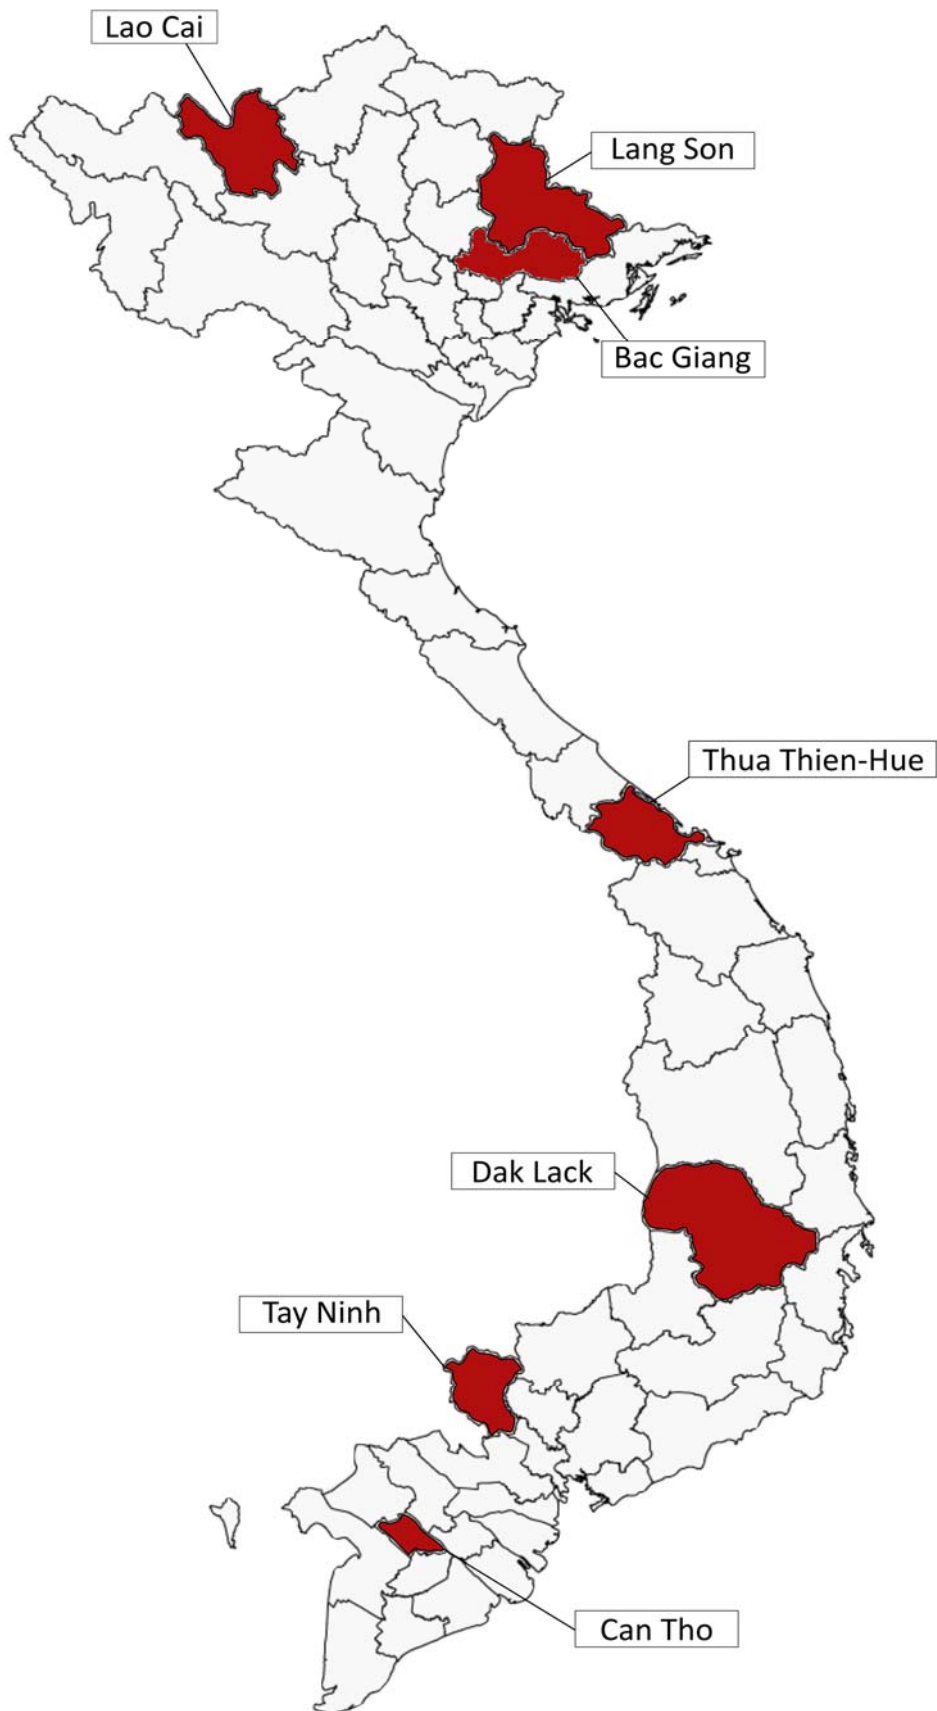 Lao Cai
Lang Son
Bac Giang
Thua Thien-Hue
Dak Lack
Tay Ninh
Can Tho